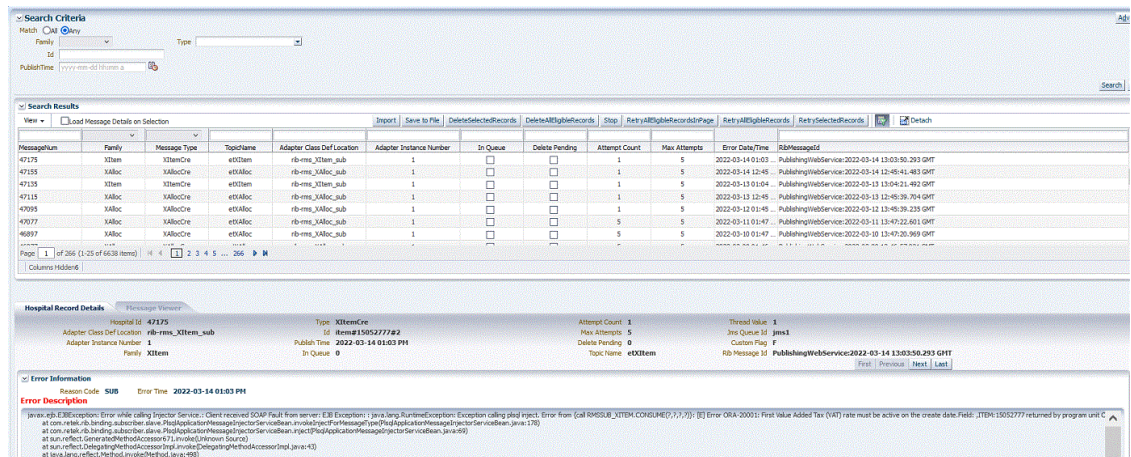 Search Criteria
Adv
Match All Any
Family Type
Id
PublishTime yyyy-mm-dd hh:mm a
Search
Search Results
View Load Message Details on Selection Import Save to File DeleteSelectedRecords DeleteAllEligibleRecords Stop RetryAllEligibleRecordsInPage RetryAllEligibleRecords RetrySelectedRecords Detach
MessageNum Family Message Type TopicName Adapter Class Def Location Adapter Instance Number In Queue Delete Pending Attempt Count Max Attempts Error Date/Time RibMessageId
47175 XItem XItemCre etXItem rib-rms_XItem_sub 1 1 5 2022-03-14 01:03 ... PublishingWebService:2022-03-14 13:03:50.293 GMT
47155 XAlloc XAllocCre etXAlloc rib-rms_XAlloc_sub 1 1 5 2022-03-14 12:45 ... PublishingWebService:2022-03-14 12:45:41.483 GMT
47135 XItem XItemCre etXItem rib-rms_XItem_sub 1 1 5 2022-03-13 01:04 ... PublishingWebService:2022-03-13 13:04:21.492 GMT
47115 XAlloc XAllocCre etXAlloc rib-rms_XAlloc_sub 1 1 5 2022-03-13 12:45 ... PublishingWebService:2022-03-13 12:45:39.704 GMT
47095 XAlloc XAllocCre etXAlloc rib-rms_XAlloc_sub 1 1 5 2022-03-12 01:45 ... PublishingWebService:2022-03-12 13:45:39.235 GMT
47077 XAlloc XAllocCre etXAlloc rib-rms_XAlloc_sub 1 5 5 2022-03-11 01:47 ... PublishingWebService:2022-03-11 13:47:22.601 GMT
46897 XAlloc XAllocCre etXAlloc rib-rms_XAlloc_sub 1 5 5 2022-03-10 01:47 ... PublishingWebService:2022-03-10 13:47:20.969 GMT
Page 1 of 266 (1-25 of 6638 items) 1 2 3 4 5 ... 266
Columns Hidden6
Hospital Record Details Message Viewer
Hospital Id 47175 Type XItemCre Attempt Count 1 Thread Value 1
Adapter Class Def Location rib-rms_XItem_sub Id item#15052777#2 Max Attempts 5 Jms Queue Id jms1
Adapter Instance Number 1 Publish Time 2022-03-14 01:03 PM Delete Pending 0 Custom Flag F
Family XItem In Queue 0 Topic Name etXItem Rib Message Id PublishingWebService:2022-03-14 13:03:50.293 GMT
First Previous Next Last
Error Information
Reason Code SUB Error Time 2022-03-14 01:03 PM
Error Description
javax.ejb.EJBException: Error while calling Injector Service.: Client received SOAP Fault from server: EJB Exception: : java.lang.RuntimeException: Exception calling plsql inject. Error from {call RMSSUB_XITEM.CONSUME(?,?,?,?)}: [E] Error ORA-20001: First Value Added Tax (VAT) rate must be active on the create date.Field: ,ITEM:15052777 returned by program unit C
at com.retek.rib.binding.subscriber.slave.PlsqlApplicationMessageInjectorServiceBean.invokeInjectForMessageType(PlsqlApplicationMessageInjectorServiceBean.java:178)
at com.retek.rib.binding.subscriber.slave.PlsqlApplicationMessageInjectorServiceBean.inject(PlsqlApplicationMessageInjectorServiceBean.java:69)
at sun.reflect.GeneratedMethodAccessor671.invoke(Unknown Source)
at sun.reflect.DelegatingMethodAccessorImpl.invoke(DelegatingMethodAccessorImpl.java:43)
at java.lang.reflect.Method.invoke(Method.java:498)